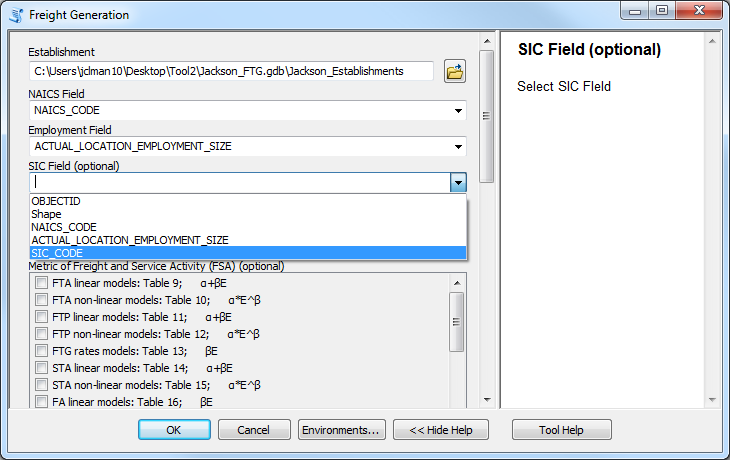 Freight Generation
Establishment
C:\Users\jclman10\Desktop\Tool2\Jackson_FTG.gdb\Jackson_Establishments
NAICS Field
NAICS_CODE
Employment Field
ACTUAL_LOCATION_EMPLOYMENT_SIZE
SIC Field (optional)
OBJECTID
Shape
NAICS_CODE
ACTUAL_LOCATION_EMPLOYMENT_SIZE
SIC_CODE
Metric of Freight and Service Activity (FSA) (optional)
FTA linear models: Table 9; α+βE
FTA non-linear models: Table 10; α*E^β
FTP linear models: Table 11; α+βE
FTP non-linear models: Table 12; α*E^β
FTG rates models: Table 13; βE
STA linear models: Table 14; α+βE
STA non-linear models: Table 15; α*E^β
FA linear models: Table 16; βE
SIC Field (optional)
Select SIC FIeld
OK Cancel Environments... << Hide Help Tool Help